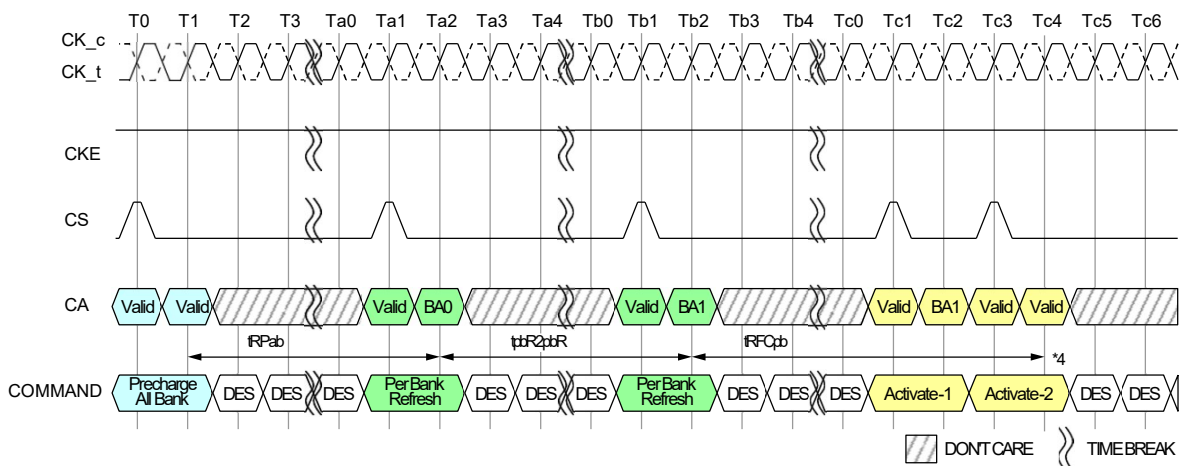 T0 T1 T2 T3 Ta0 Ta1 Ta2 Ta3 Ta4 Tb0 Tb1 Tb2 Tb3 Tb4 Tc0 Tc1 Tc2 Tc3 Tc4 Tc5 Tc6
CK_c
CK_t
CKE
CS
CA Valid Valid Valid BA0 Valid BA1 Valid BA1 Valid Valid
tRPab tpbR2pbR tRFCpb *4
COMMAND Precharge All Bank DES DES DES Per Bank Refresh DES DES DES Per Bank Refresh DES DES DES Activate-1 Activate-2 DES DES
DON'T CARE TIME BREAK